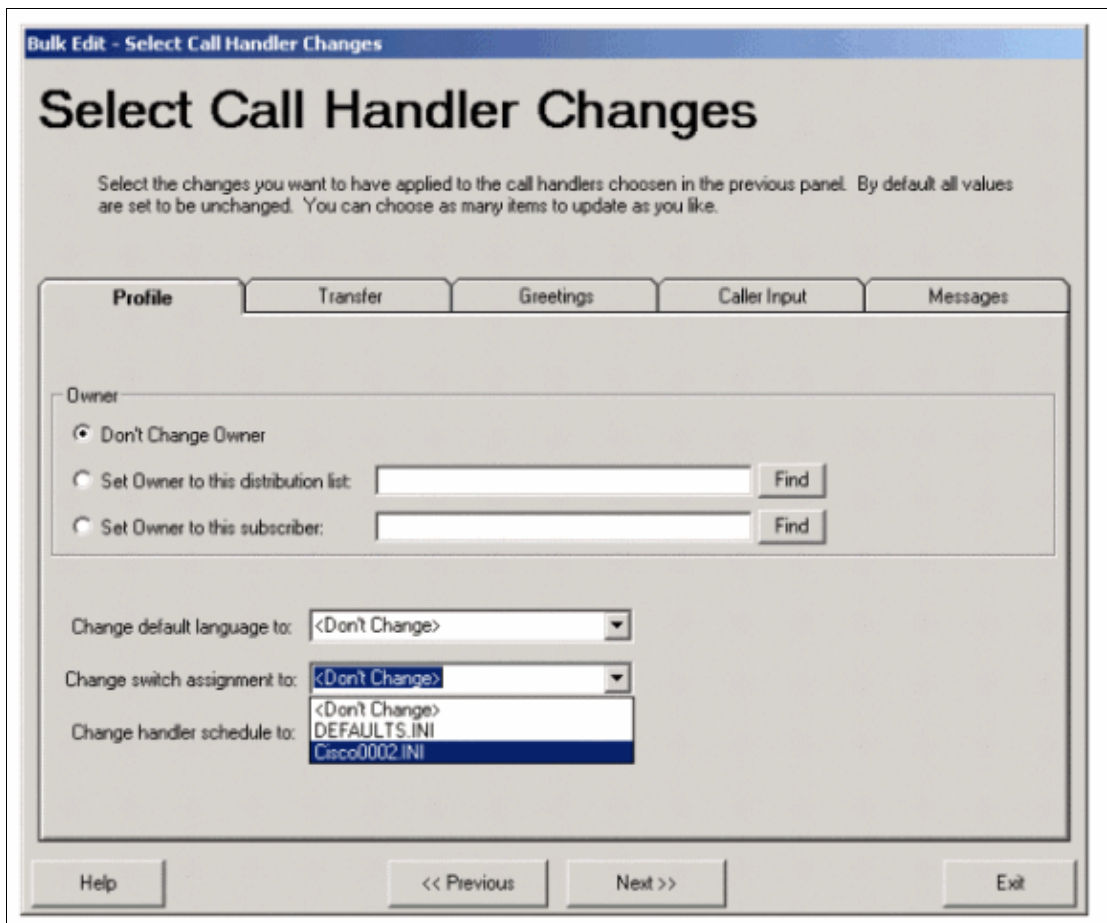 Bulk Edit - Select Call Handler Changes
Select Call Handler Changes
Select the changes you want to have applied to the call handlers choosen in the previous panel. By default all values
are set to be unchanged. You can choose as many items to update as you like.
Profile Transfer Greetings Caller Input Messages
Owner
Don't Change Owner
Set Owner to this distribution list: Find
Set Owner to this subscriber: Find
Change default language to: <Don't Change>
Change switch assignment to: <Don't Change>
<Don't Change>
Change handler schedule to: DEFAULTS.INI
Cisco0002.INI
Help << Previous Next >> Exit